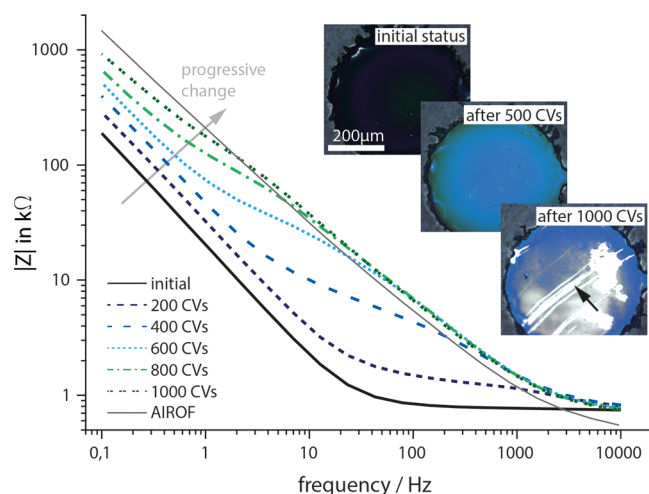 1000
100
10
1
|Z| in kΩ
progressive
change
initial status
200μm
after 500 CVs
after 1000 CVs
initial
200 CVs
400 CVs
600 CVs
800 CVs
1000 CVs
AIROF
0,1
1
10
100
1000
10000
frequency / Hz